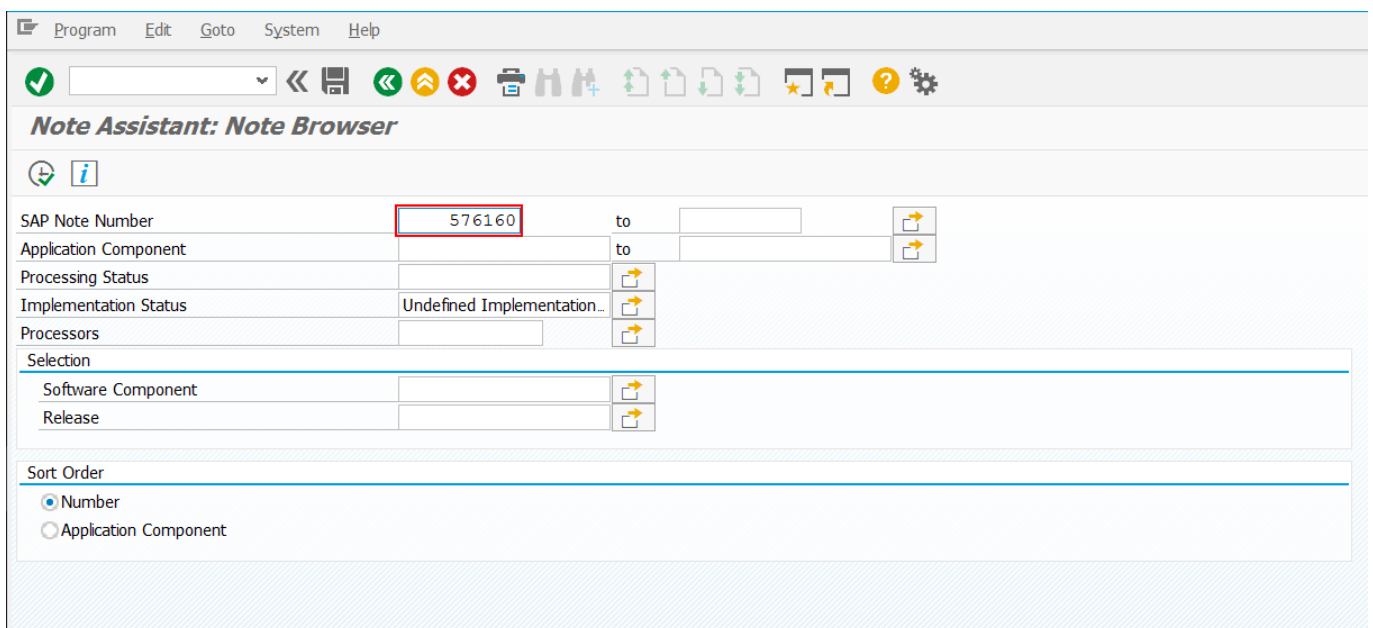 Program Edit Goto System Help
Note Assistant: Note Browser
SAP Note Number 576160 to
Application Component to
Processing Status
Implementation Status Undefined Implementation...
Processors
Selection
Software Component
Release
Sort Order
Number
Application Component